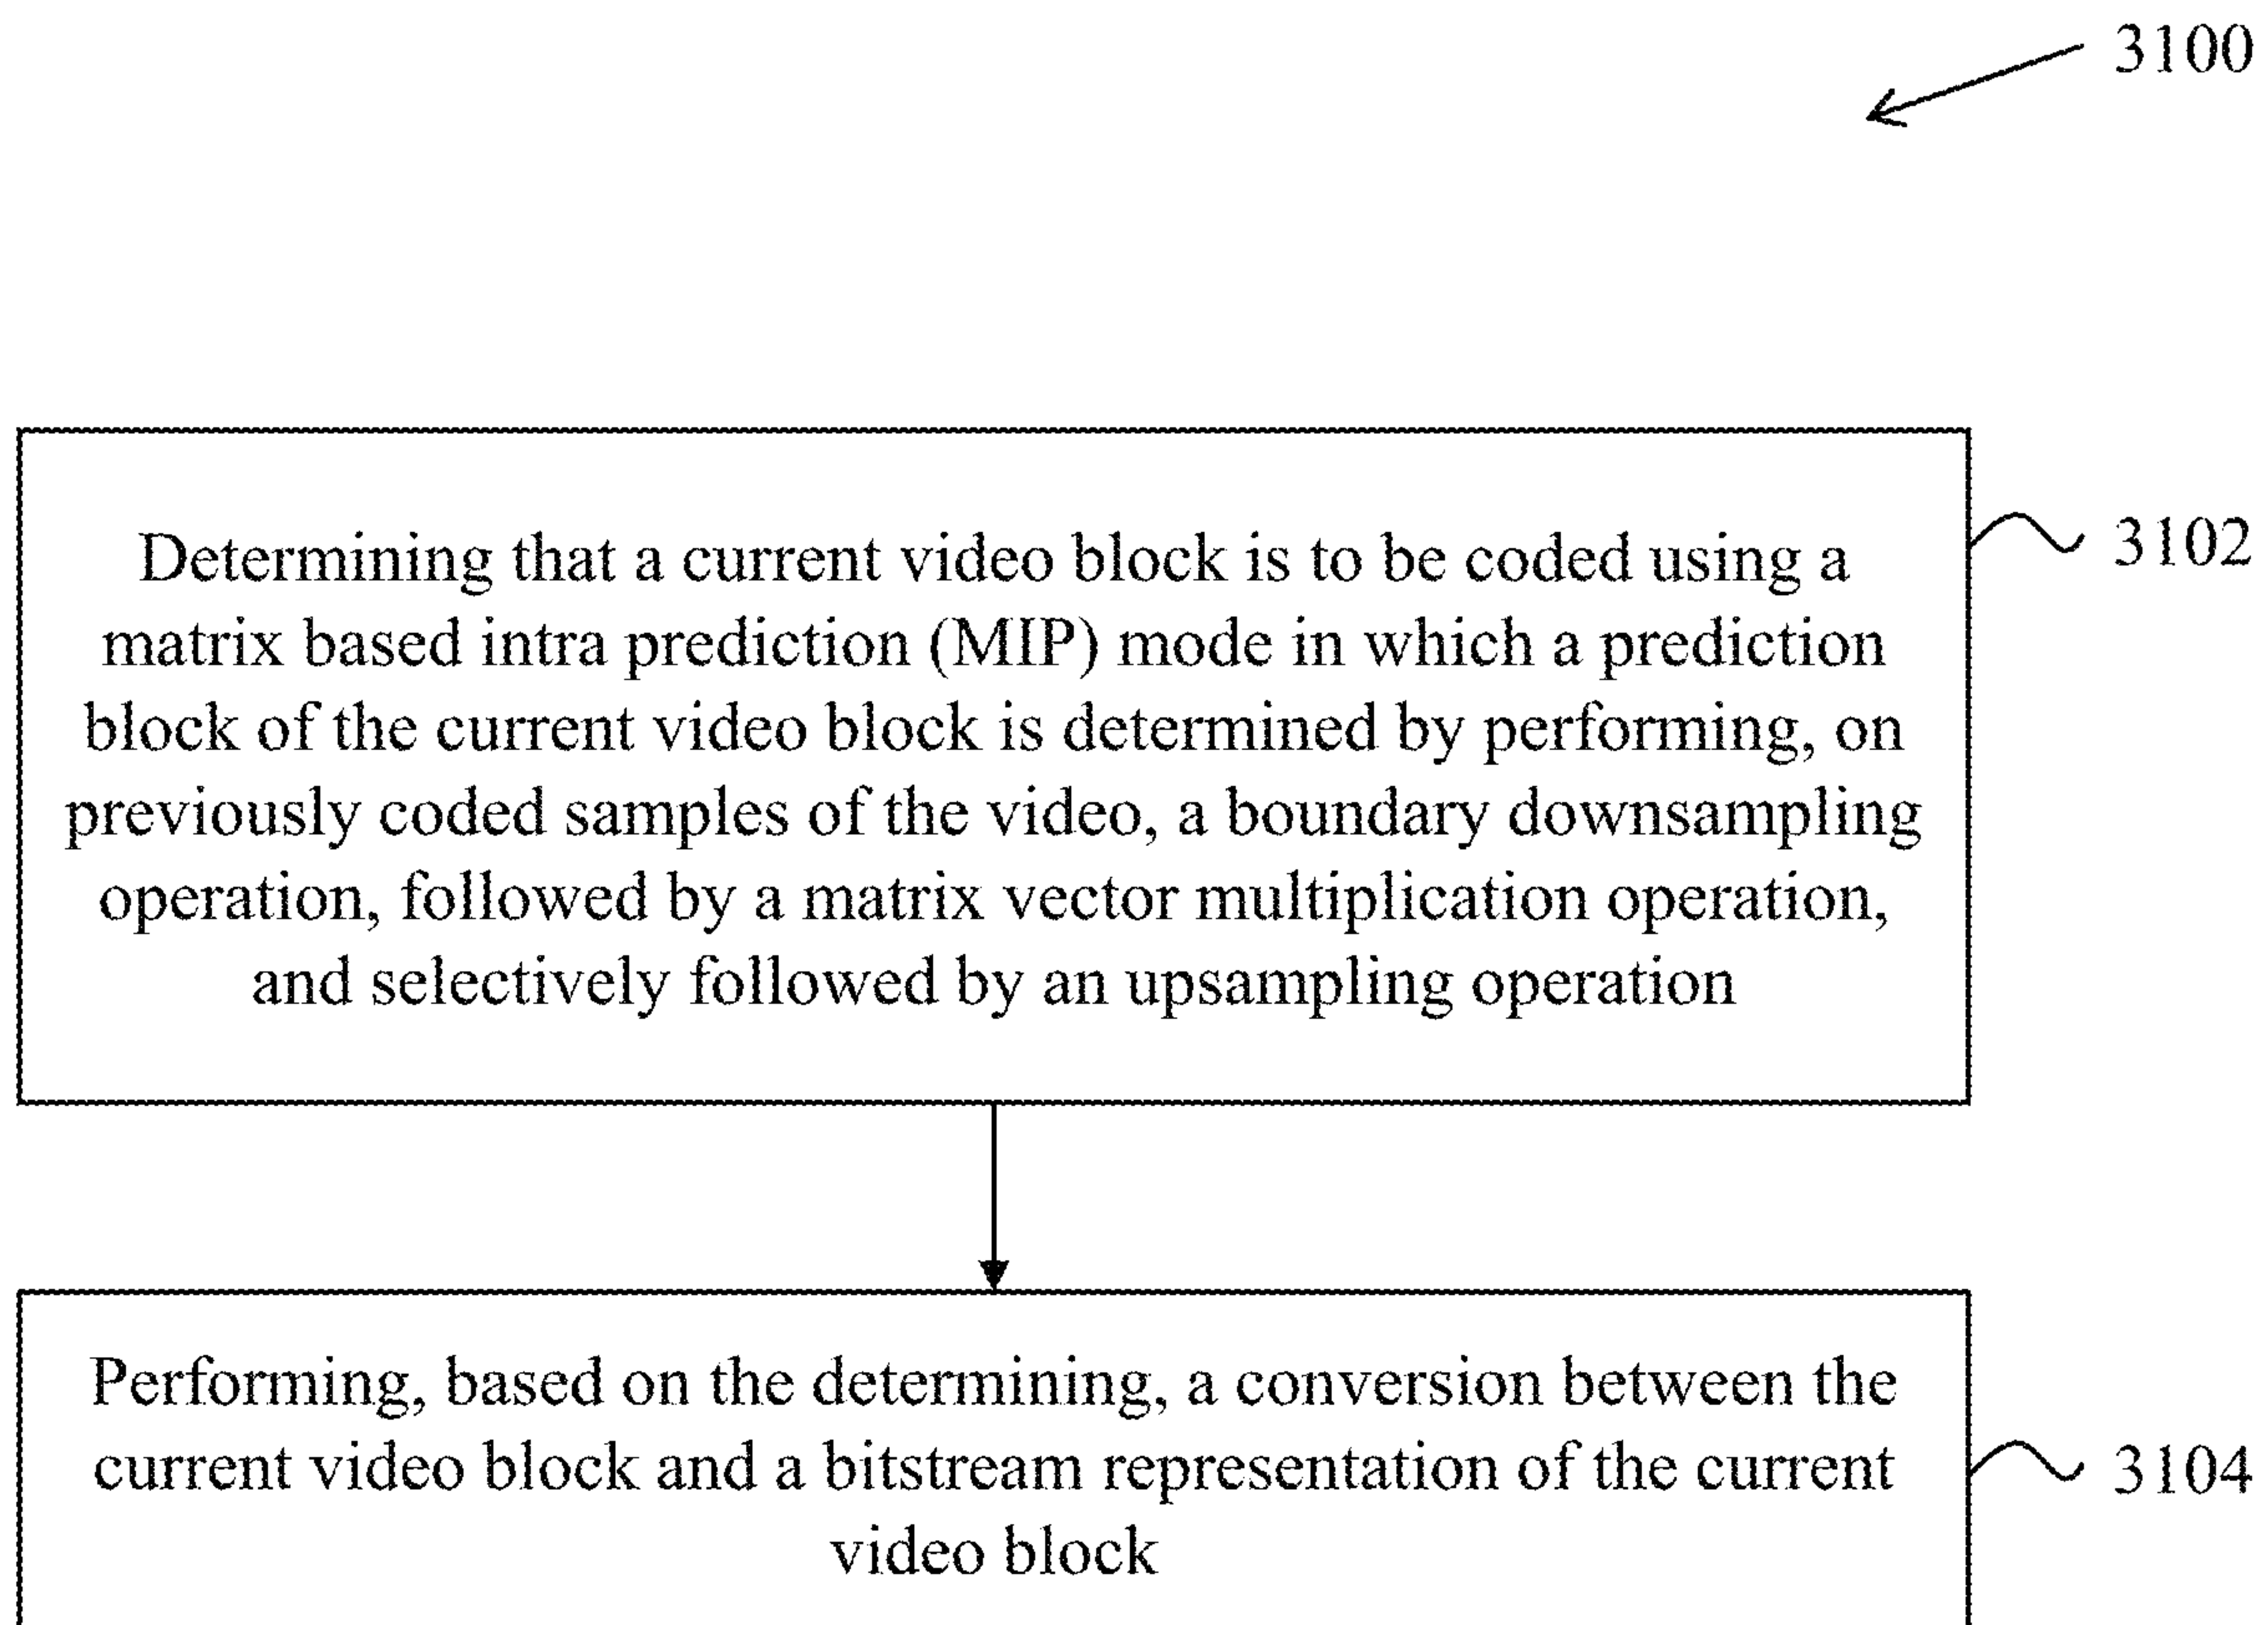 3100
Determining that a current video block is to be coded using a
matrix based intra prediction (MIP) mode in which a prediction
block of the current video block is determined by performing, on
previously coded samples of the video, a boundary downsampling
operation, followed by a matrix vector multiplication operation,
and selectively followed by an upsampling operation
3102
Performing, based on the determining, a conversion between the
current video block and a bitstream representation of the current
video block
3104